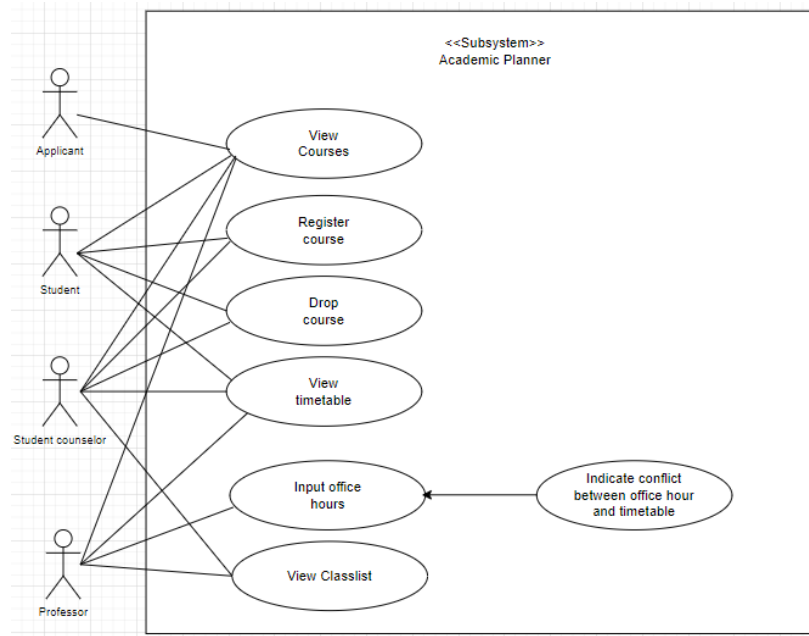 <<Subsystem>>
Academic Planner
Applicant
View
Courses
Student
Register
course
Drop
course
Student counselor
View
timetable
Input office
hours
Indicate conflict
between office hour
and timetable
Professor
View Classlist